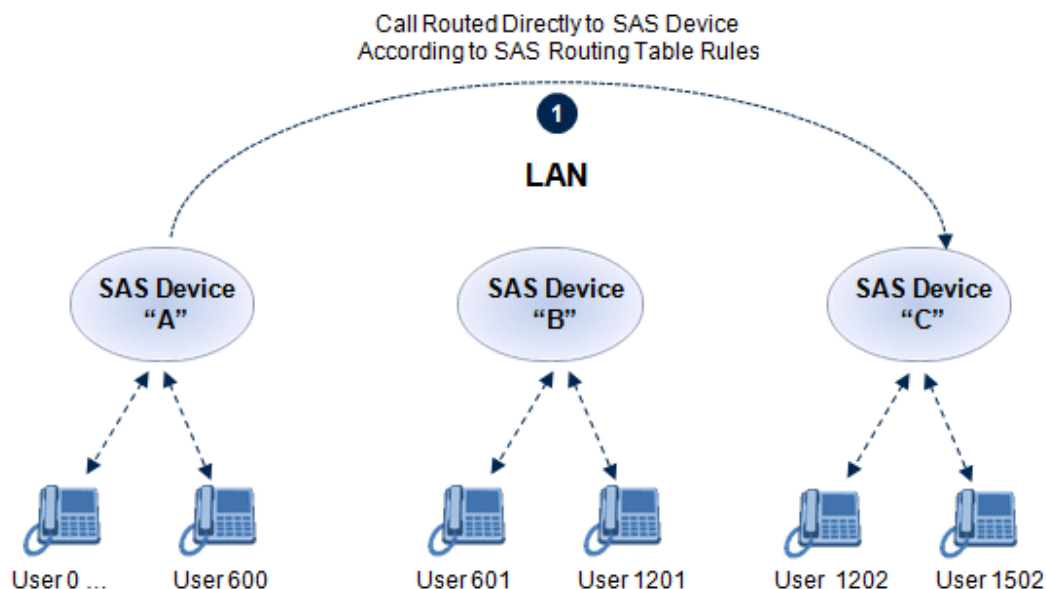 Call Routed Directly to SAS Device
According to SAS Routing Table Rules
1
LAN
SAS Device
“A”
SAS Device
“B”
SAS Device
“C”
User 0 ...
User 600
User 601
User 1201
User 1202
User 1502